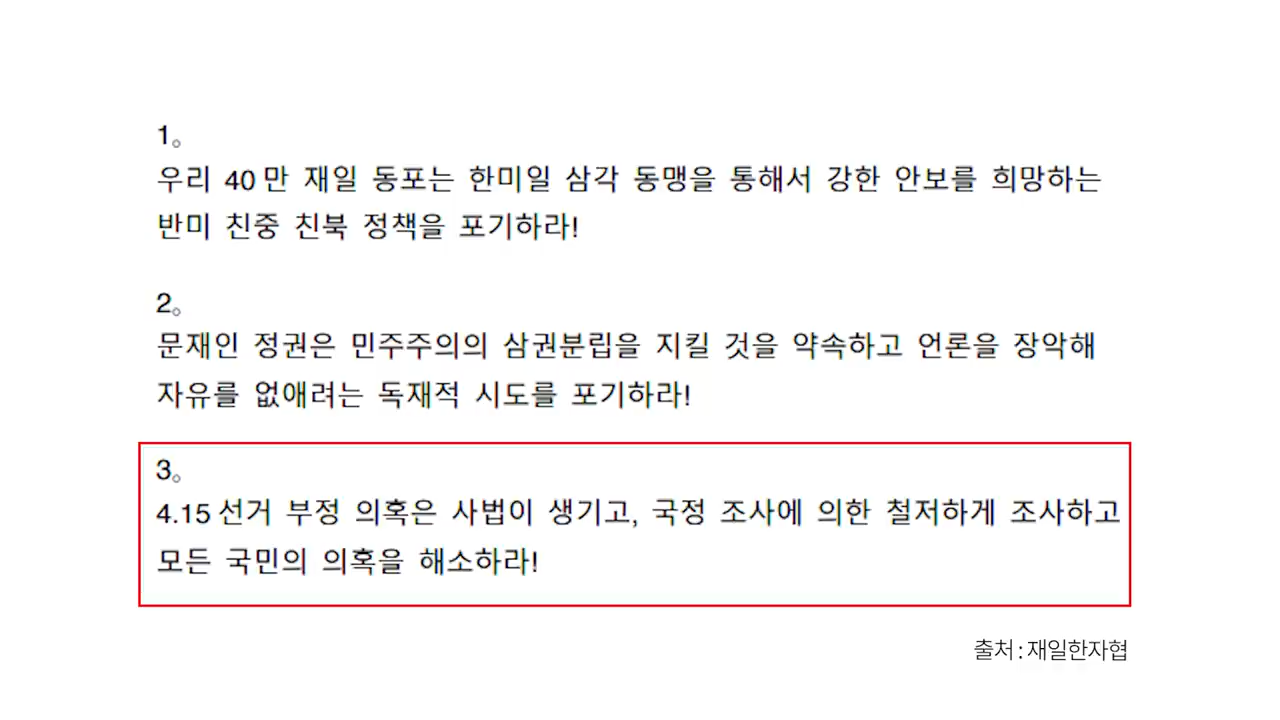 1。
우리 40만 재일 동포는 한미일 삼각 동맹을 통해서 강한 안보를 희망하는
반미 친중 친북 정책을 포기하라!
2。
문재인 정권은 민주주의의 삼권분립을 지킬 것을 약속하고 언론을 장악해
자유를 없애려는 독재적 시도를 포기하라!
3。
4.15 선거 부정 의혹은 사법이 생기고, 국정 조사에 의한 철저하게 조사하고
모든 국민의 의혹을 해소하라!
출처 : 재일한자협